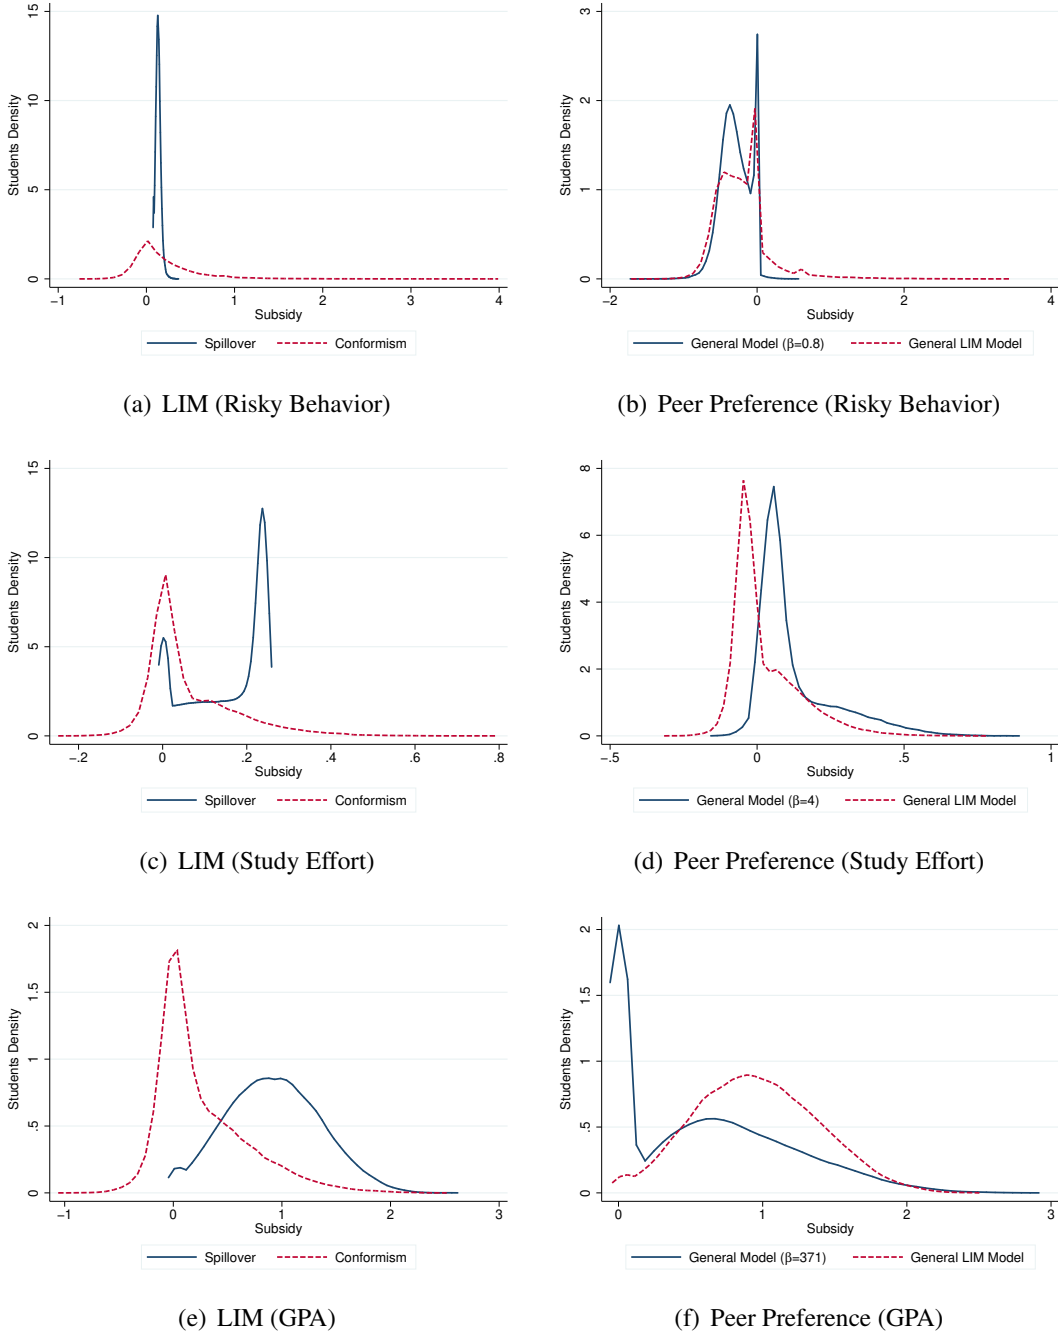 15
10
5
0
Students Density
−1 0 1 2 3 4
Subsidy
Spillover Conformism
(a) LIM (Risky Behavior)
3
2
1
0
Students Density
−2 0 2 4
Subsidy
General Model (β=0.8) General LIM Model
(b) Peer Preference (Risky Behavior)
15
10
5
0
Students Density
−.2 0 .2 .4 .6 .8
Subsidy
Spillover Conformism
(c) LIM (Study Effort)
8
6
4
2
0
Students Density
−.5 0 .5 1
Subsidy
General Model (β=4) General LIM Model
(d) Peer Preference (Study Effort)
2
1.5
1
.5
0
Students Density
−1 0 1 2 3
Subsidy
Spillover Conformism
(e) LIM (GPA)
2
1.5
1
.5
0
Students Density
0 1 2 3
Subsidy
General Model (β=371) General LIM Model
(f) Peer Preference (GPA)